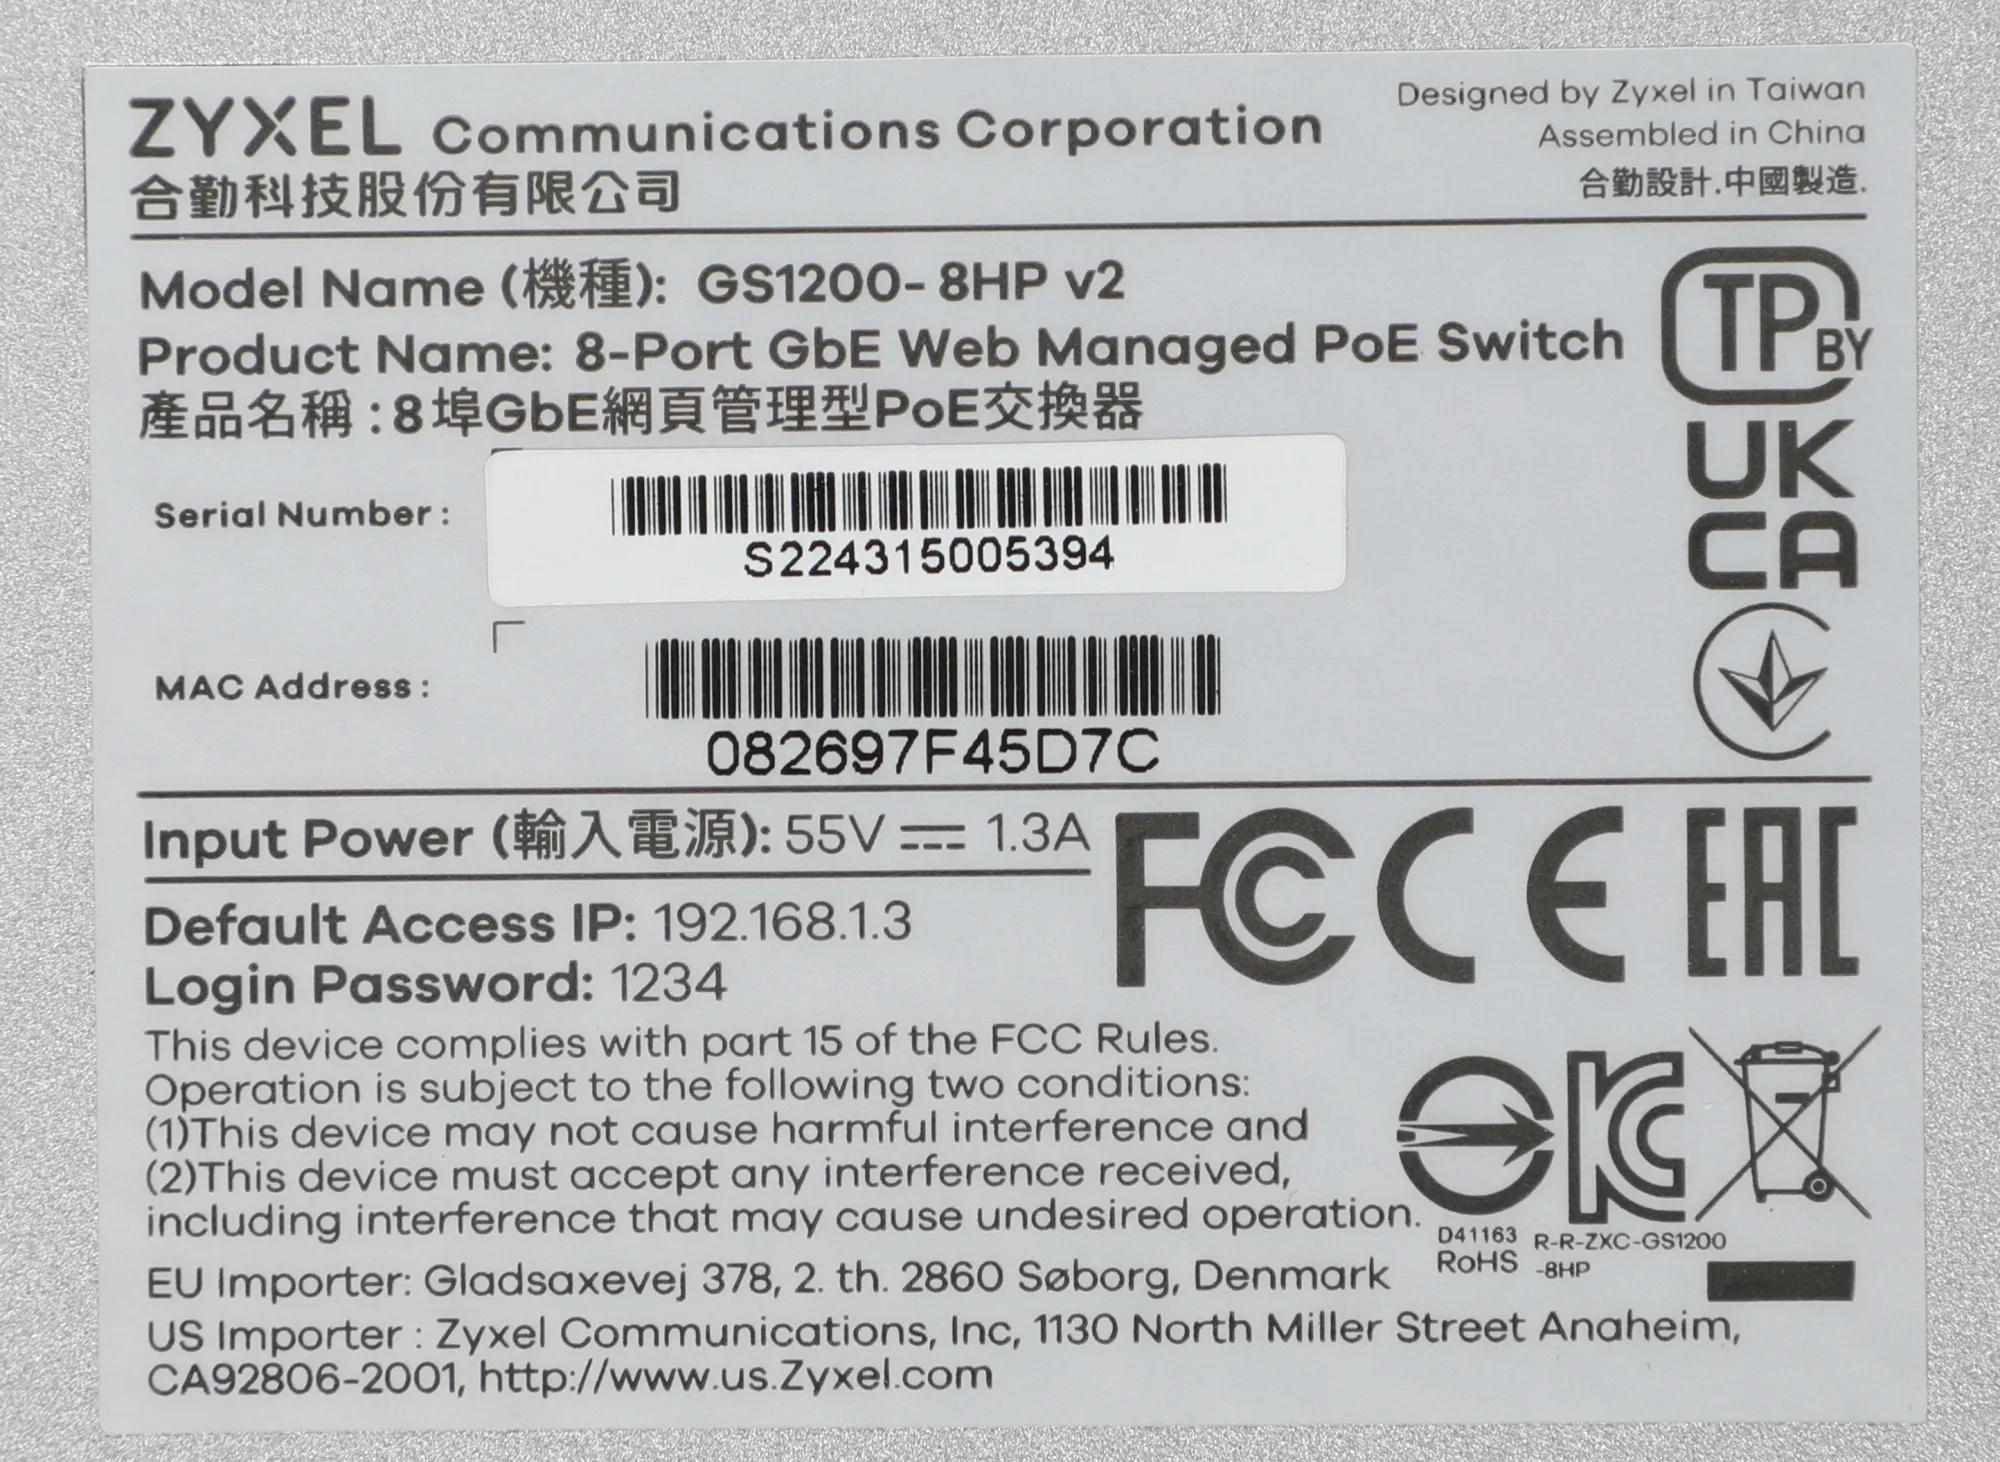 ZYXEL Communications Corporation
合勤科技股份有限公司
Designed by Zyxel in Taiwan
Assembled in China
合勤設計.中國製造.
Model Name (機種): GS1200-8HP v2
Product Name: 8-Port GbE Web Managed PoE Switch
產品名稱:8埠GbE網頁管理型PoE交換器
TP BY
UK
CA
Serial Number:
S224315005394
MAC Address:
082697F45D7C
Input Power (輸入電源): 55V ⎓ 1.3A
FC CE EAC
Default Access IP: 192.168.1.3
Login Password: 1234
This device complies with part 15 of the FCC Rules.
Operation is subject to the following two conditions:
(1)This device may not cause harmful interference and
(2)This device must accept any interference received,
including interference that may cause undesired operation.
KC
D41163
RoHS
R-R-ZXC-GS1200
-8HP
EU Importer: Gladsaxevej 378, 2. th. 2860 Søborg, Denmark
US Importer : Zyxel Communications, Inc, 1130 North Miller Street Anaheim,
CA92806-2001, http://www.us.Zyxel.com